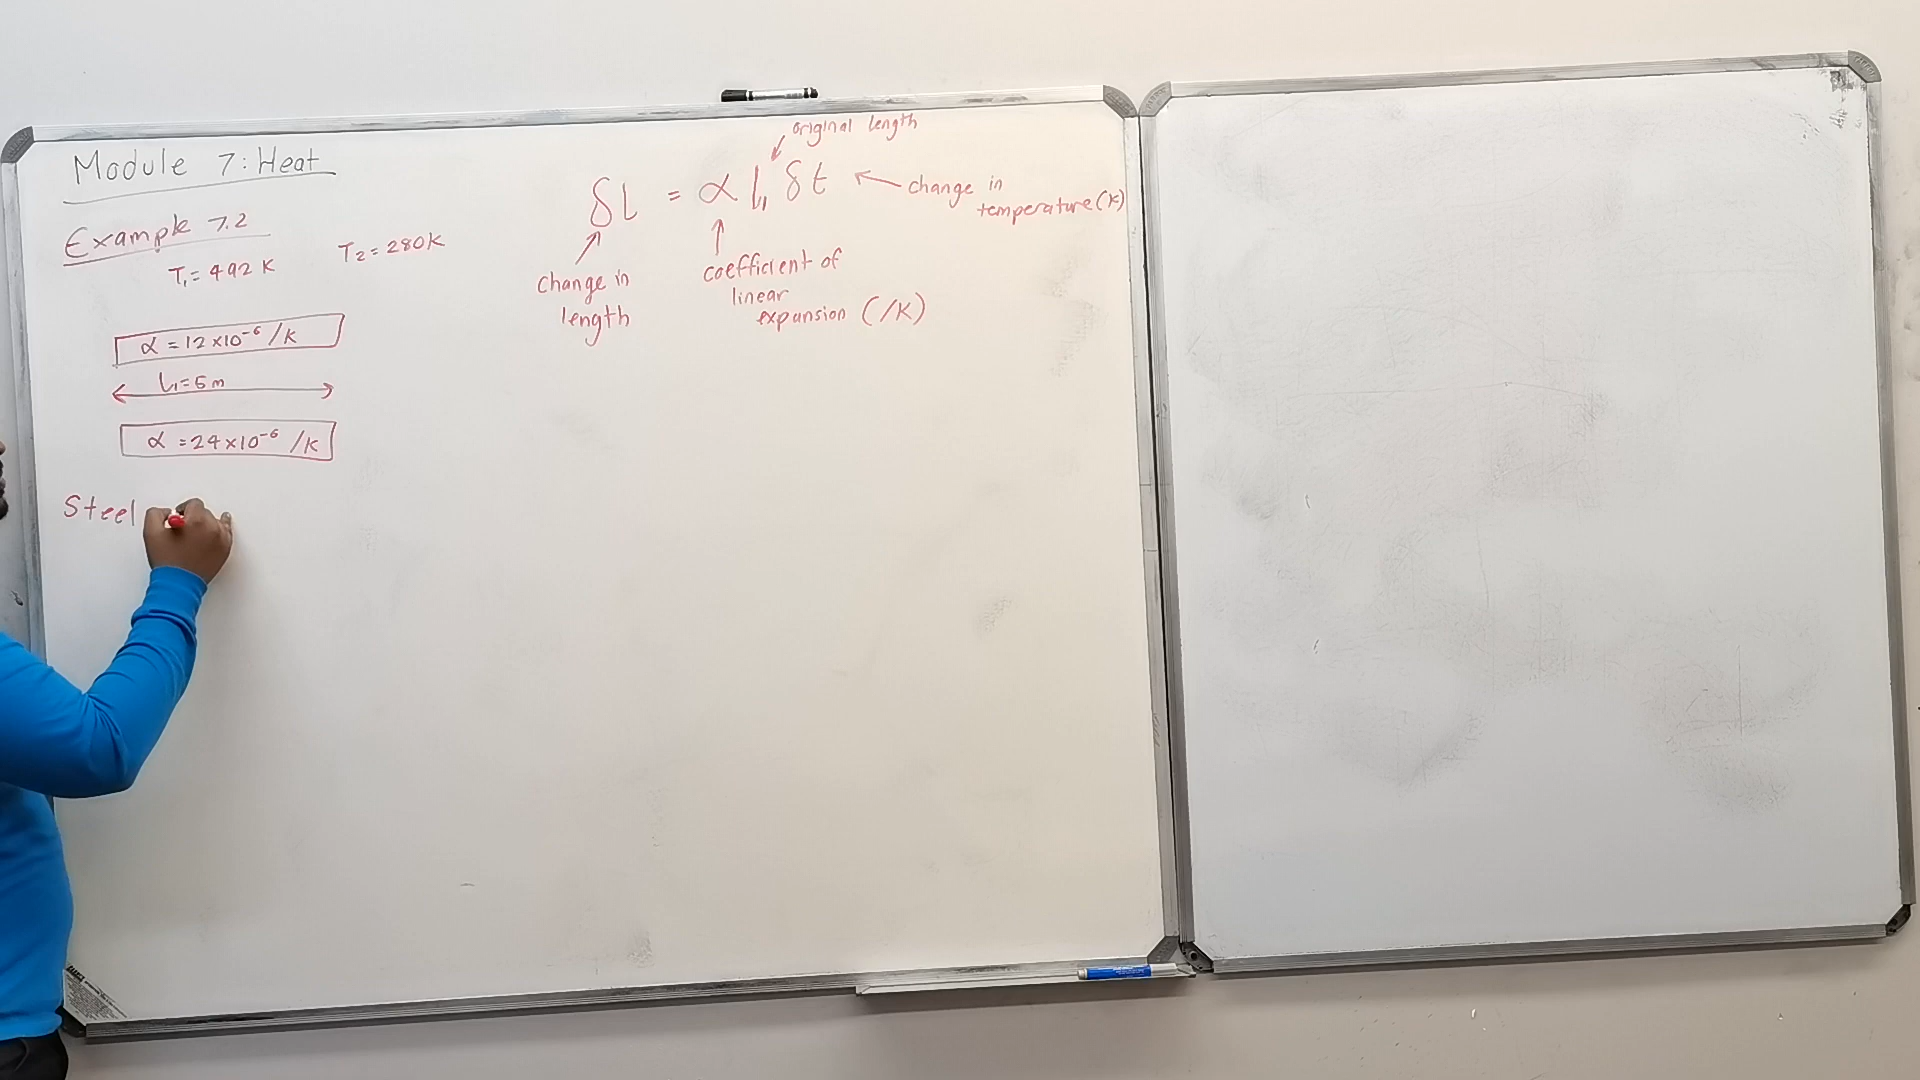 Module 7: Heat
Example 7.2
T₁ = 492 K
T₂ = 280K
α = 12 × 10⁻⁶ /K
L₁ = 5m
α = 24 × 10⁻⁶ /K
Steel
original length
δL = α L₁ δt
change in
temperature (K)
change in
length
coefficient of
linear
expansion (/K)